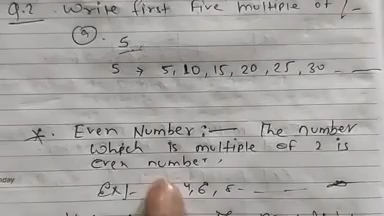 Q.2 Write first five multiple of :-
(a) 5
5 → 5, 10, 15, 20, 25, 30 - ——
* Even Number :— The number
which is multiple of 2 is
even number.
Ex:- 4, 6, 8 - - - -